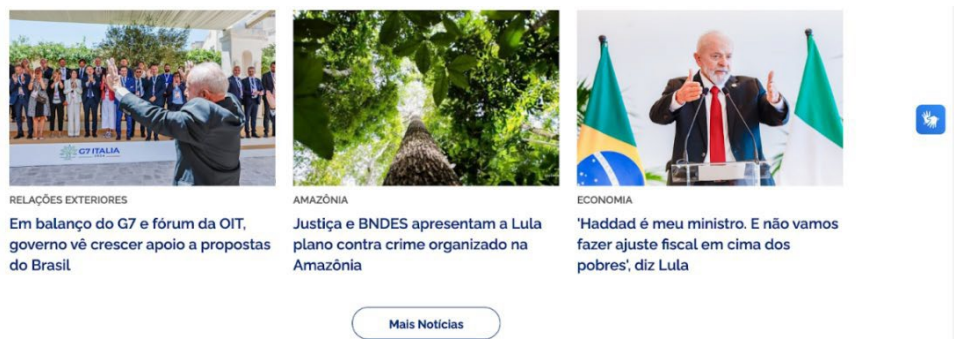 G7 ITALIA
RELAÇÕES EXTERIORES
Em balanço do G7 e fórum da OIT,
governo vê crescer apoio a propostas
do Brasil
AMAZÔNIA
Justiça e BNDES apresentam a Lula
plano contra crime organizado na
Amazônia
ECONOMIA
'Haddad é meu ministro. E não vamos
fazer ajuste fiscal em cima dos
pobres', diz Lula
Mais Notícias